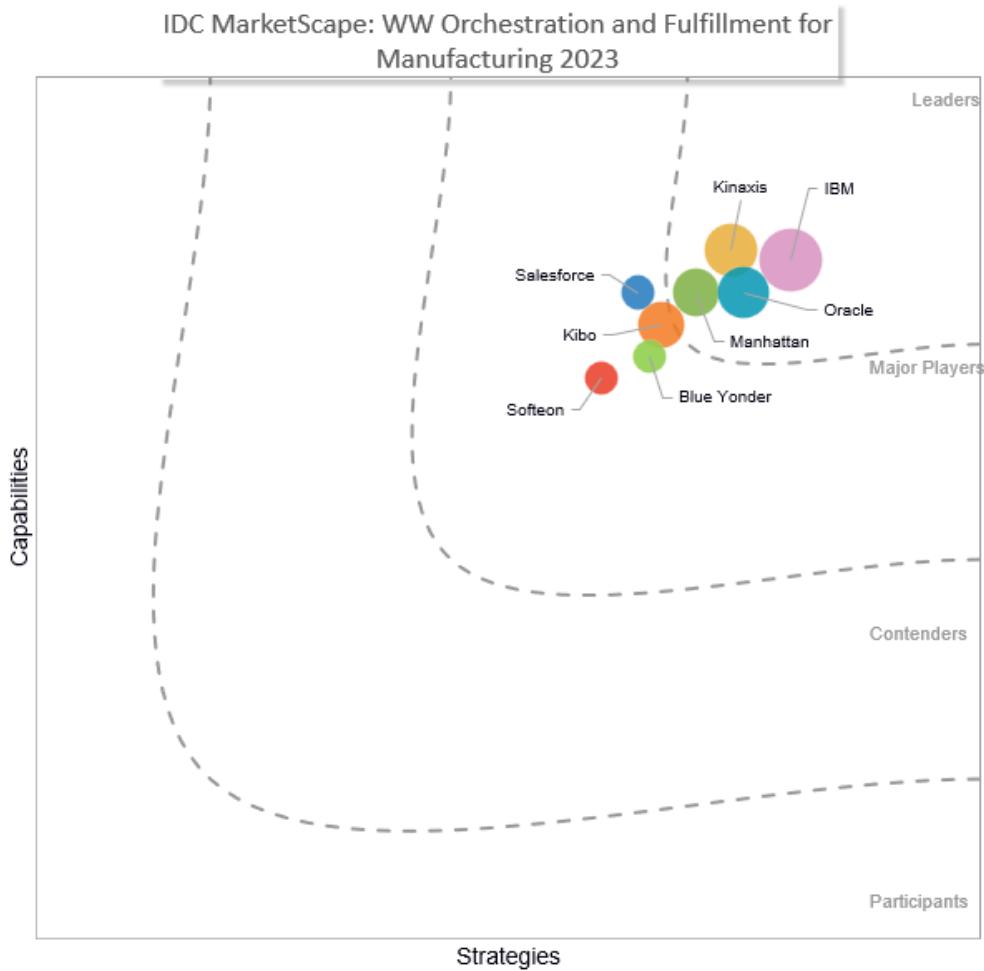 IDC MarketScape: WW Orchestration and Fulfillment for
Manufacturing 2023
Leaders
Kinaxis
IBM
Salesforce
Oracle
Kibo
Manhattan
Major Players
Blue Yonder
Softeon
Capabilities
Contenders
Participants
Strategies